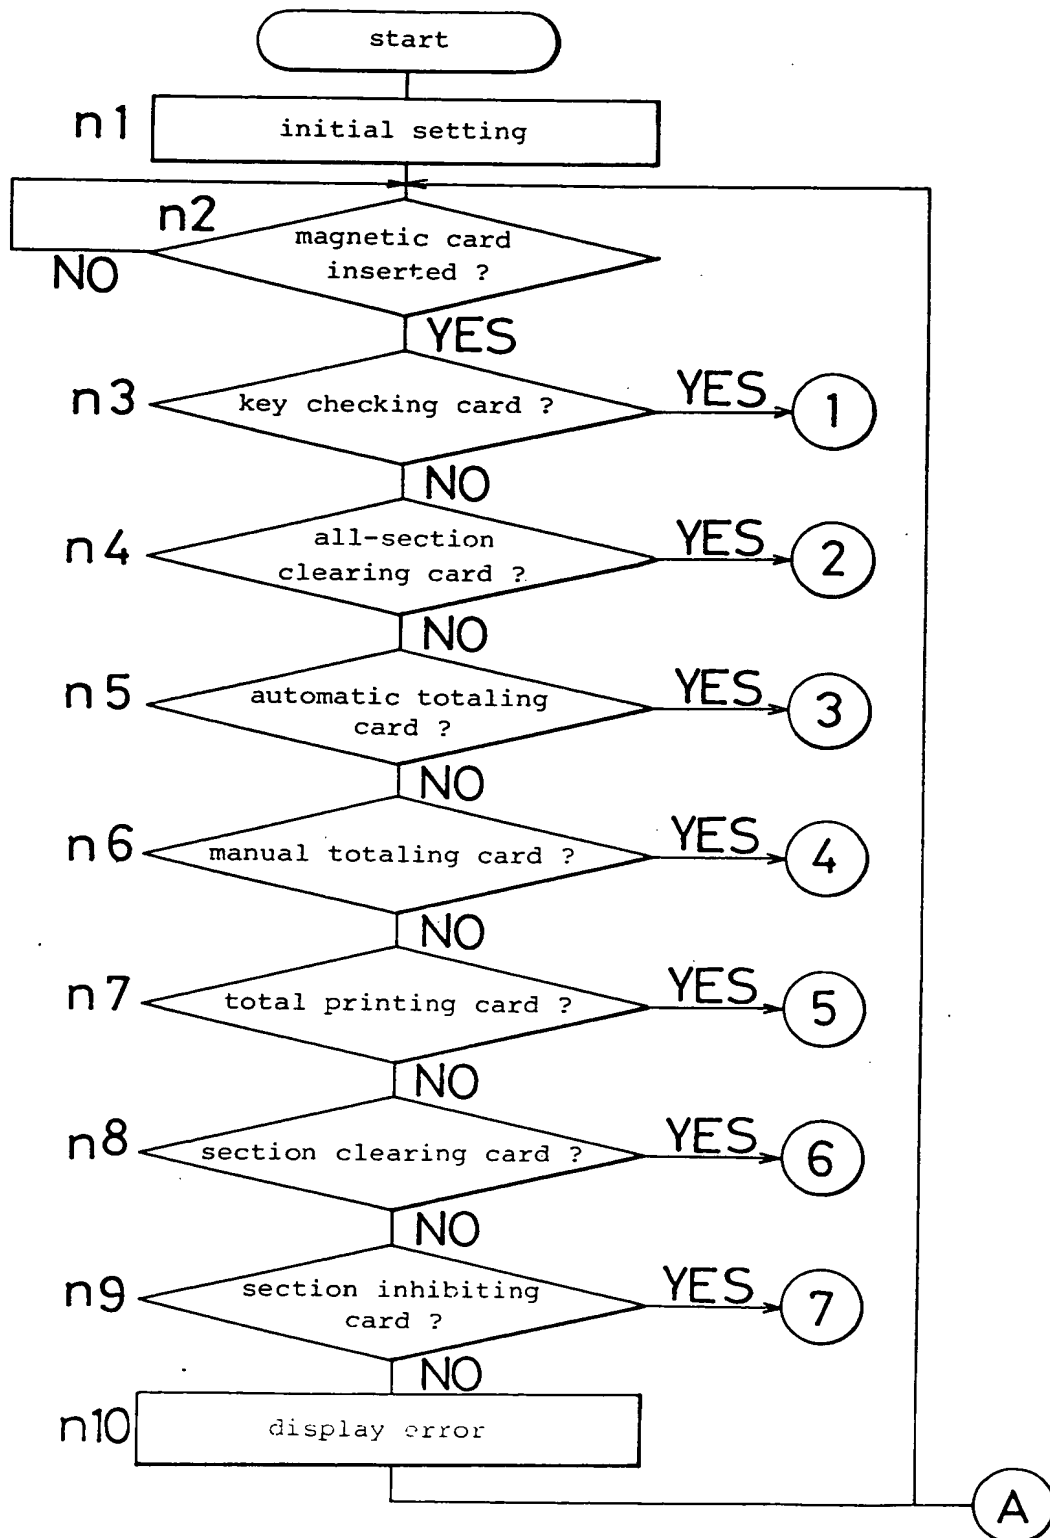 start
n1
initial setting
n2
magnetic card
inserted ?
NO
YES
n3
key checking card ?
YES
1
NO
n4
all-section
clearing card ?
YES
2
NO
n5
automatic totaling
card ?
YES
3
NO
n6
manual totaling card ?
YES
4
NO
n7
total printing card ?
YES
5
NO
n8
section clearing card ?
YES
6
NO
n9
section inhibiting
card ?
YES
7
NO
n10
display error
A